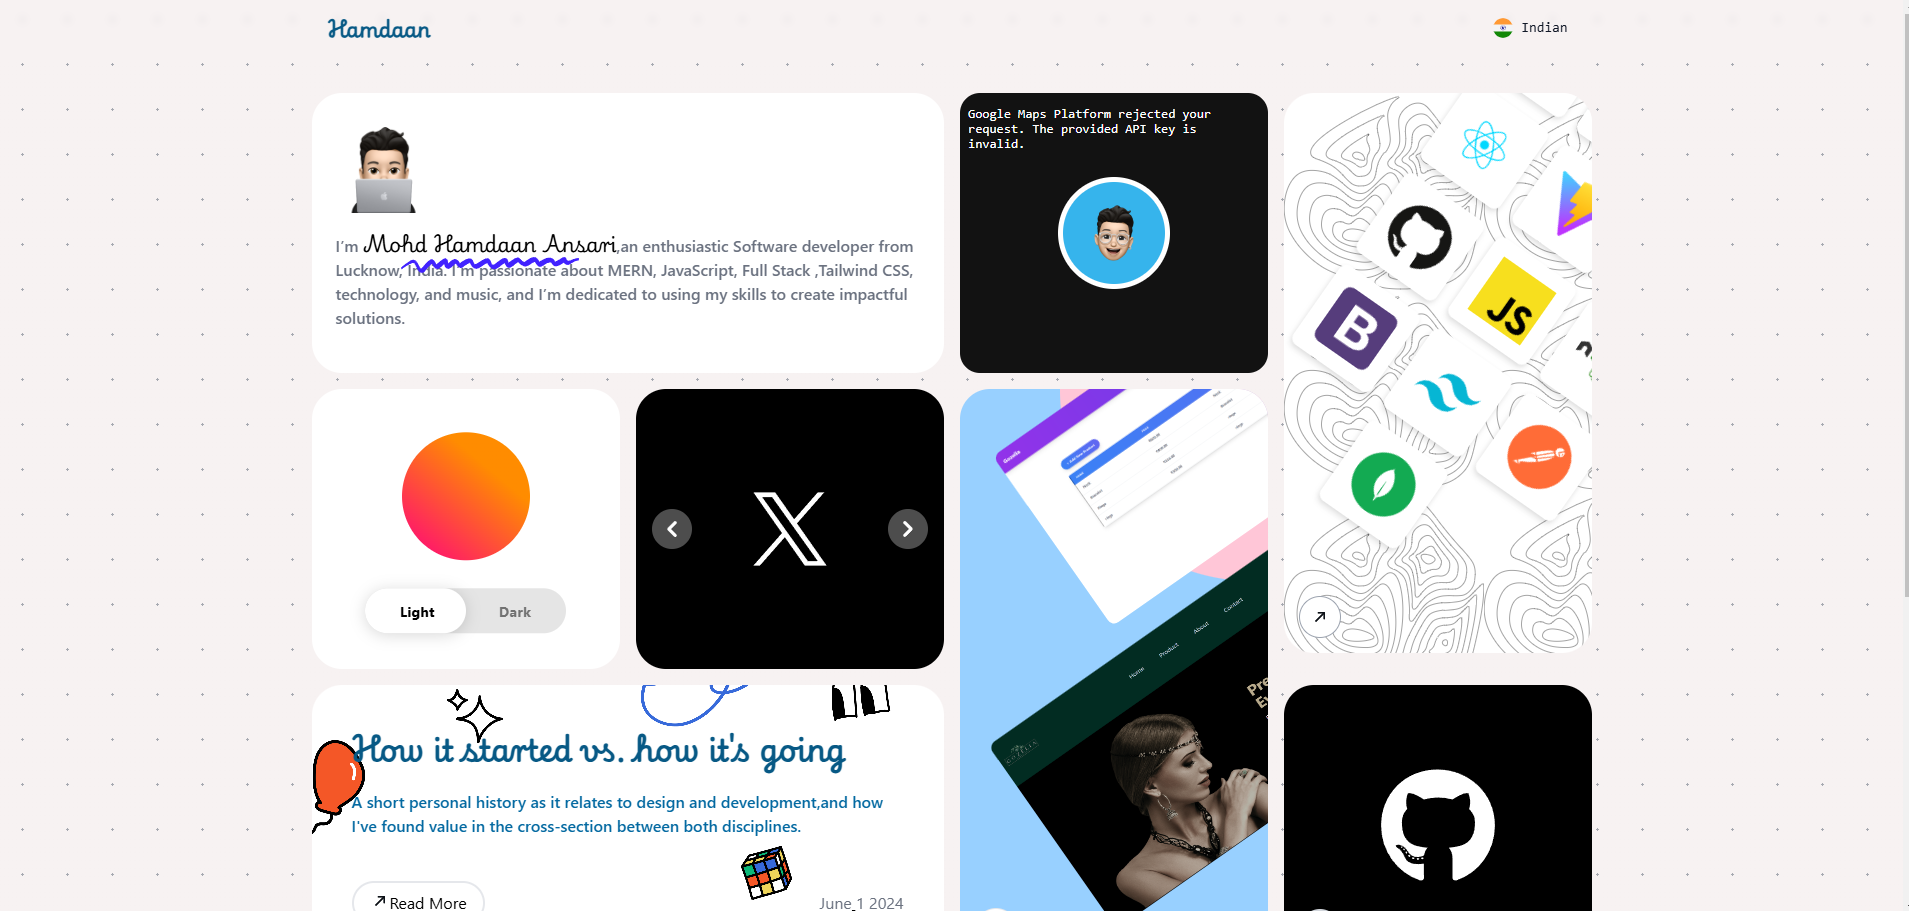 Hamdaan
Indian
I'm Mohd Hamdaan Ansari,an enthusiastic Software developer from
Lucknow, India. I'm passionate about MERN, JavaScript, Full Stack ,Tailwind CSS,
technology, and music, and I'm dedicated to using my skills to create impactful
solutions.
Google Maps Platform rejected your
request. The provided API key is
invalid.
JS
B
Light
Dark
Home
Product
About
Contact
How it started vs. how it's going
A short personal history as it relates to design and development,and how
I've found value in the cross-section between both disciplines.
Read More
June 1 2024